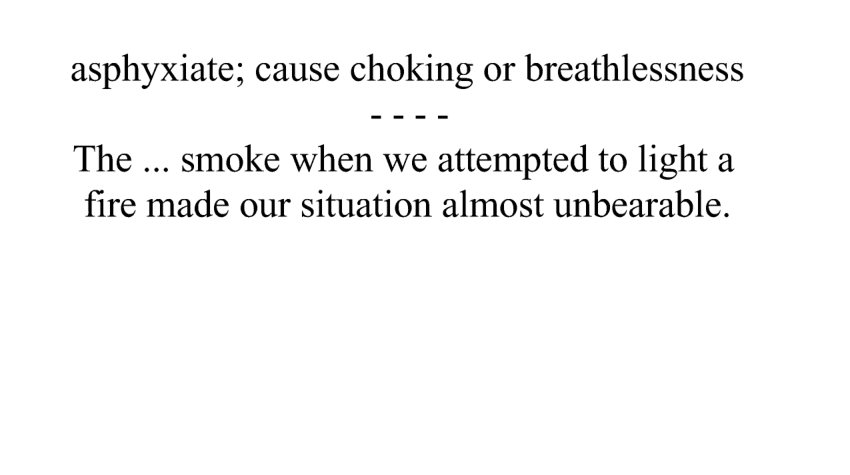 asphyxiate; cause choking or breathlessness
- - - -
The ... smoke when we attempted to light a
fire made our situation almost unbearable.